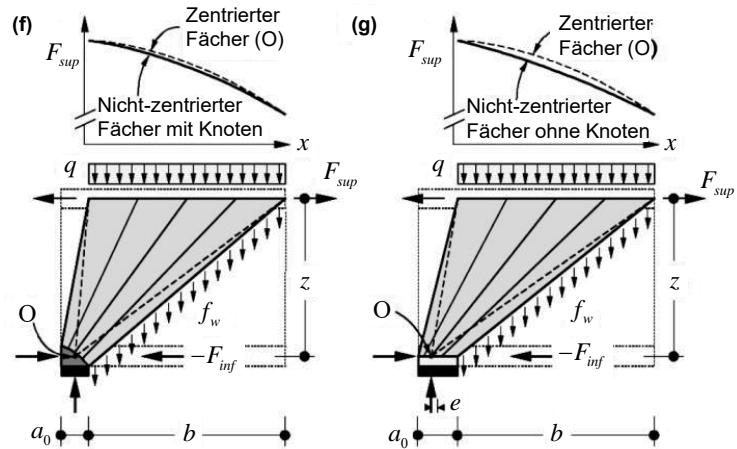 (f)
Zentrierter
Fächer (O)
F_sup
Nicht-zentrierter
Fächer mit Knoten
x
q
F_sup
z
O
f_w
−F_inf
a_0
b
(g)
Zentrierter
Fächer (O)
F_sup
Nicht-zentrierter
Fächer ohne Knoten
x
q
F_sup
z
O
f_w
−F_inf
e
a_0
b